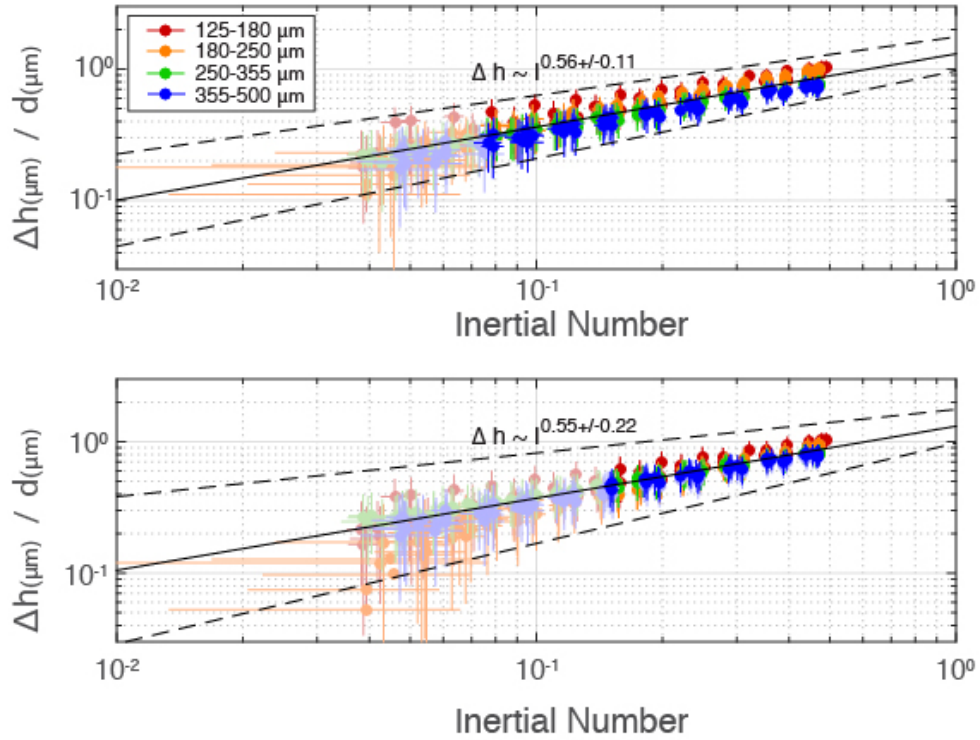 125-180 μm
180-250 μm
250-355 μm
355-500 μm
Δ h ~ I^0.56+/-0.11
Δh(μm) / d(μm)
10^0
10^-1
10^-2
10^-1
10^0
Inertial Number
Δ h ~ I^0.55+/-0.22
Δh(μm) / d(μm)
10^0
10^-1
10^-2
10^-1
10^0
Inertial Number